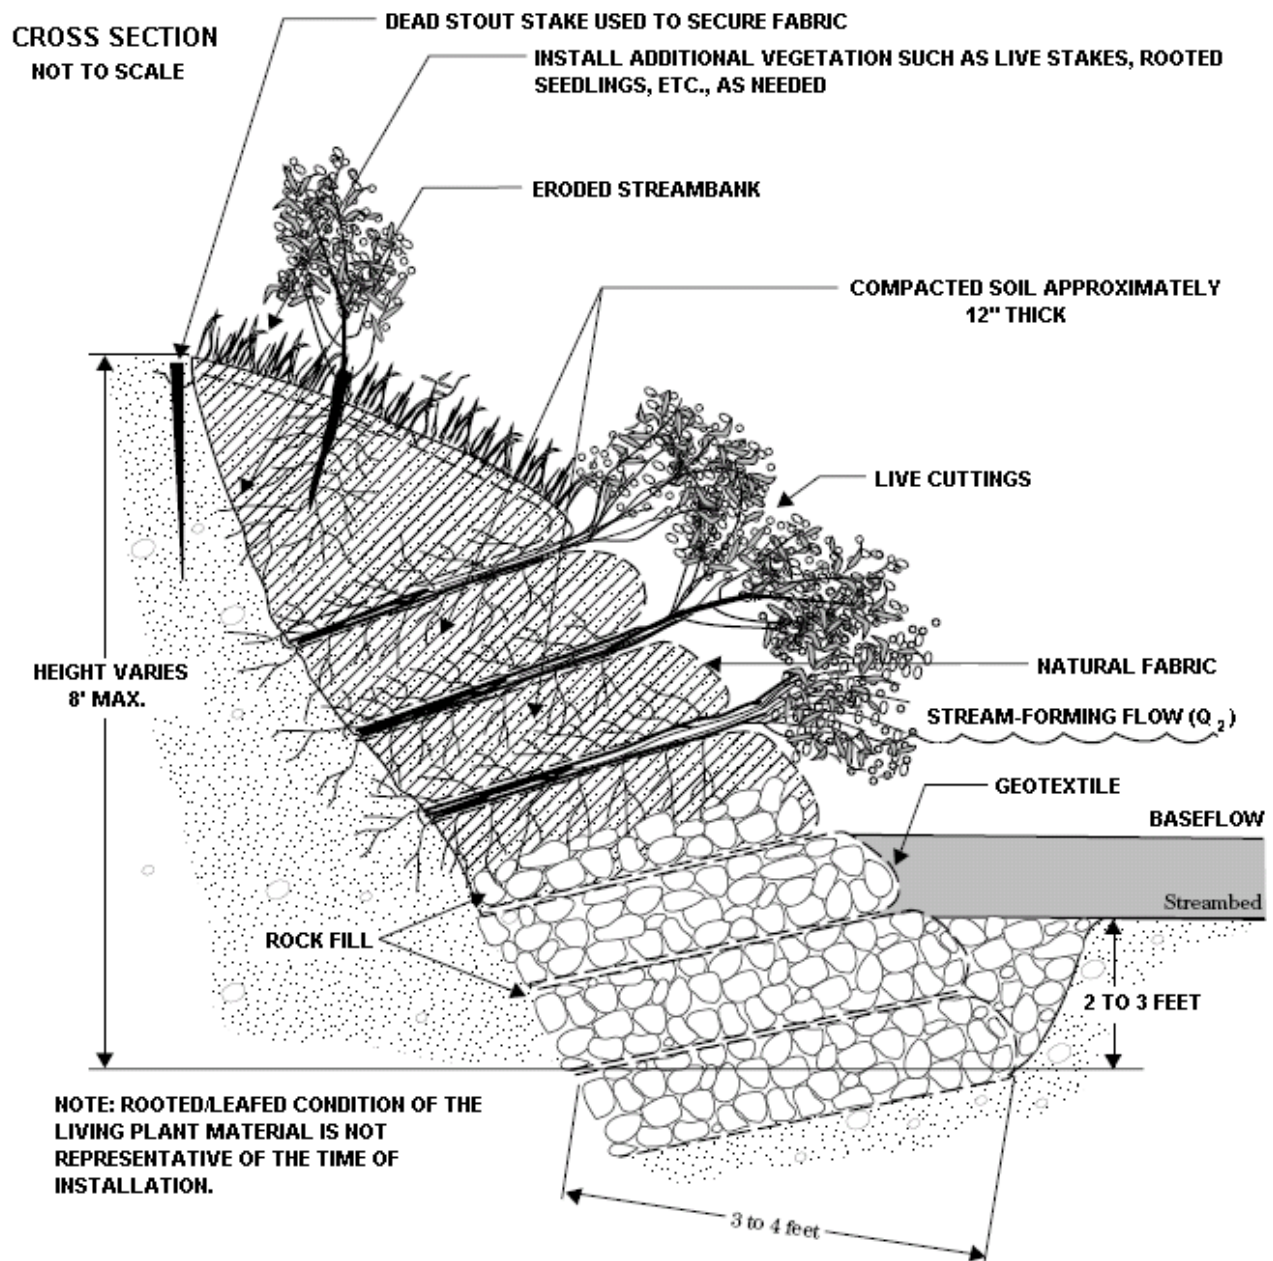 CROSS SECTION
NOT TO SCALE
DEAD STOUT STAKE USED TO SECURE FABRIC
INSTALL ADDITIONAL VEGETATION SUCH AS LIVE STAKES, ROOTED
SEEDLINGS, ETC., AS NEEDED
ERODED STREAMBANK
COMPACTED SOIL APPROXIMATELY
12" THICK
LIVE CUTTINGS
HEIGHT VARIES
8' MAX.
NATURAL FABRIC
STREAM-FORMING FLOW (Q 2 )
GEOTEXTILE
BASEFLOW
Streambed
ROCK FILL
2 TO 3 FEET
NOTE: ROOTED/LEAFED CONDITION OF THE
LIVING PLANT MATERIAL IS NOT
REPRESENTATIVE OF THE TIME OF
INSTALLATION.
3 to 4 feet